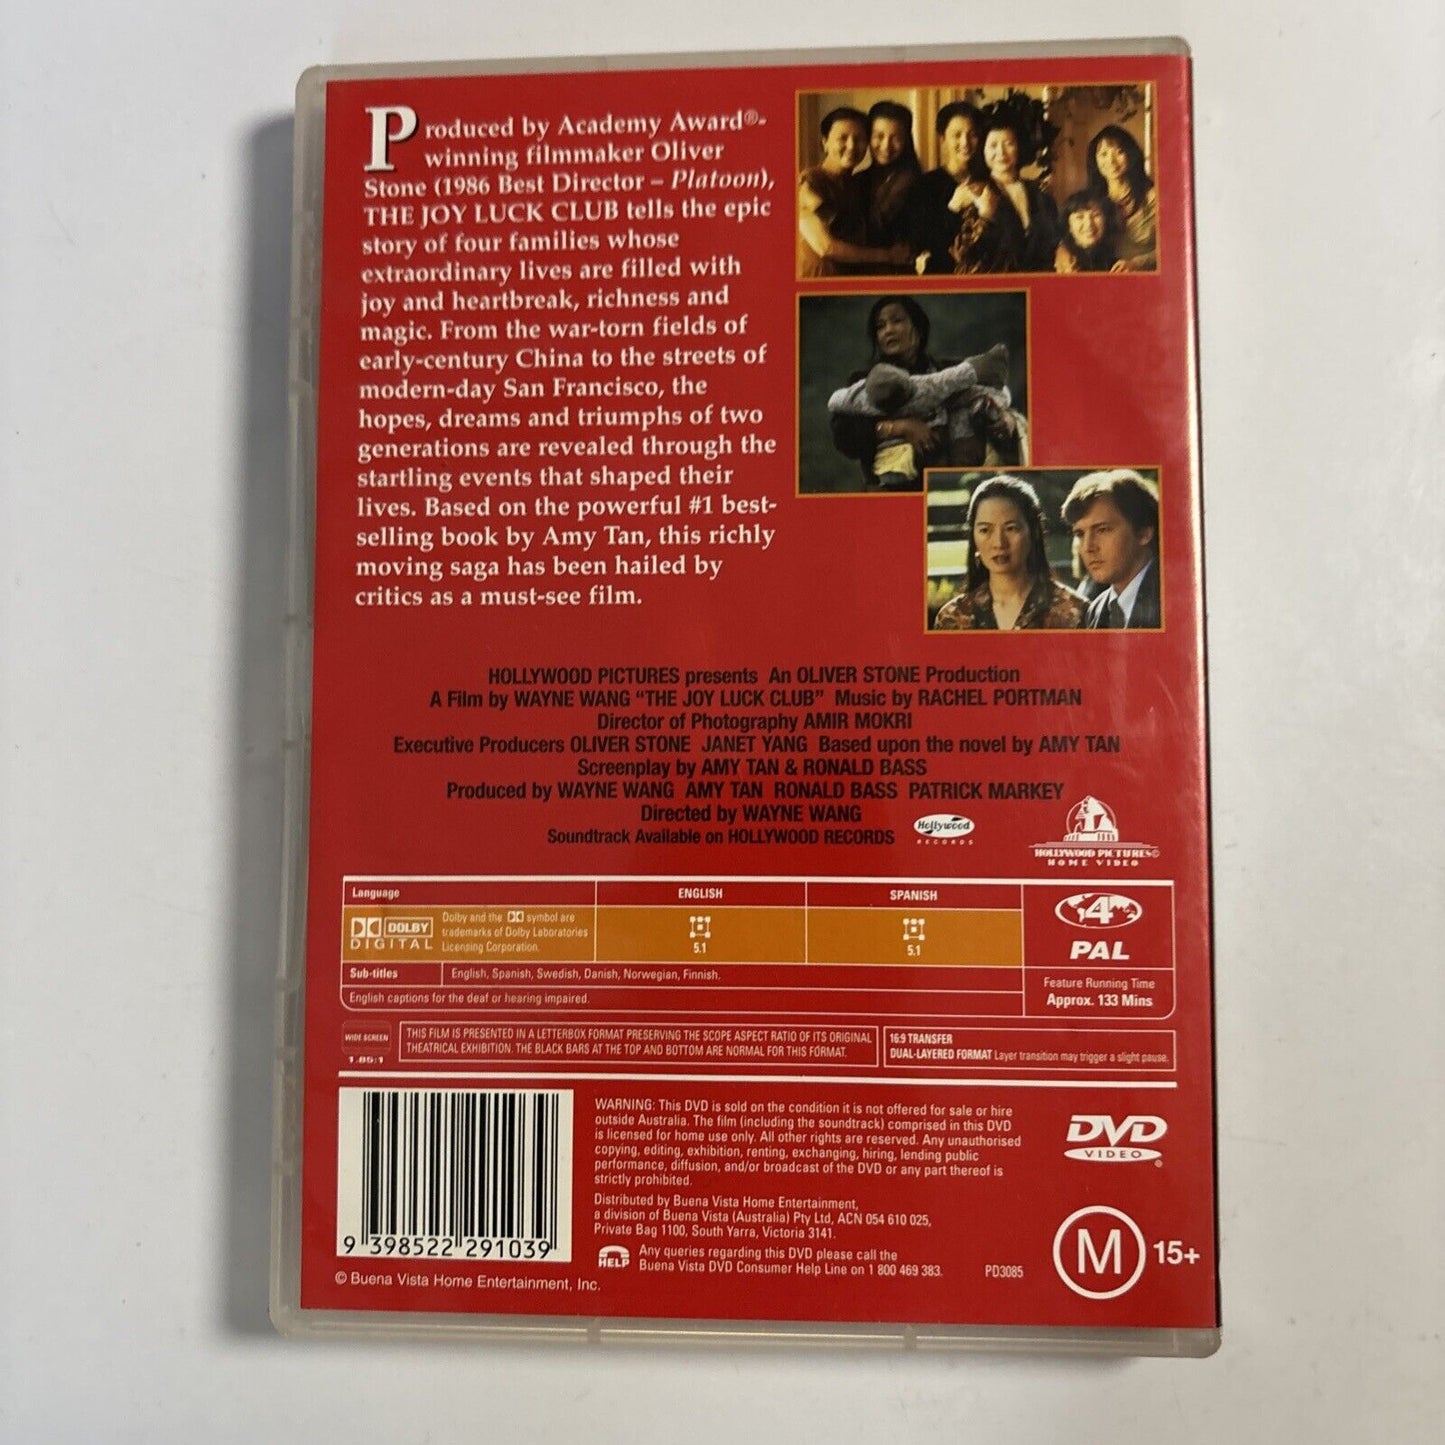 Produced by Academy Award®-
winning filmmaker Oliver
Stone (1986 Best Director – Platoon),
THE JOY LUCK CLUB tells the epic
story of four families whose
extraordinary lives are filled with
joy and heartbreak, richness and
magic. From the war-torn fields of
early-century China to the streets of
modern-day San Francisco, the
hopes, dreams and triumphs of two
generations are revealed through the
startling events that shaped their
lives. Based on the powerful #1 best-
selling book by Amy Tan, this richly
moving saga has been hailed by
critics as a must-see film.
HOLLYWOOD PICTURES presents An OLIVER STONE Production
A Film by WAYNE WANG "THE JOY LUCK CLUB" Music by RACHEL PORTMAN
Director of Photography AMIR MOKRI
Executive Producers OLIVER STONE JANET YANG Based upon the novel by AMY TAN
Screenplay by AMY TAN & RONALD BASS
Produced by WAYNE WANG AMY TAN RONALD BASS PATRICK MARKEY
Directed by WAYNE WANG
Soundtrack Available on HOLLYWOOD RECORDS
Hollywood
RECORDS
HOLLYWOOD PICTURES©
HOME VIDEO
Language ENGLISH SPANISH
DOLBY
DIGITAL
Dolby and the symbol are
trademarks of Dolby Laboratories
Licensing Corporation.
5.1 5.1
4
PAL
Sub-titles English, Spanish, Swedish, Danish, Norwegian, Finnish.
English captions for the deaf or hearing impaired.
Feature Running Time
Approx. 133 Mins
WIDE SCREEN
1.85:1
THIS FILM IS PRESENTED IN A LETTERBOX FORMAT PRESERVING THE SCOPE ASPECT RATIO OF ITS ORIGINAL
THEATRICAL EXHIBITION. THE BLACK BARS AT THE TOP AND BOTTOM ARE NORMAL FOR THIS FORMAT.
16:9 TRANSFER
DUAL-LAYERED FORMAT Layer transition may trigger a slight pause.
9 398522 291039
© Buena Vista Home Entertainment, Inc.
WARNING: This DVD is sold on the condition it is not offered for sale or hire
outside Australia. The film (including the soundtrack) comprised in this DVD
is licensed for home use only. All other rights are reserved. Any unauthorised
copying, editing, exhibition, renting, exchanging, hiring, lending public
performance, diffusion, and/or broadcast of the DVD or any part thereof is
strictly prohibited.
Distributed by Buena Vista Home Entertainment,
a division of Buena Vista (Australia) Pty Ltd, ACN 054 610 025,
Private Bag 1100, South Yarra, Victoria 3141.
HELP
Any queries regarding this DVD please call the
Buena Vista DVD Consumer Help Line on 1 800 469 383.
PD3085
DVD
VIDEO
M 15+